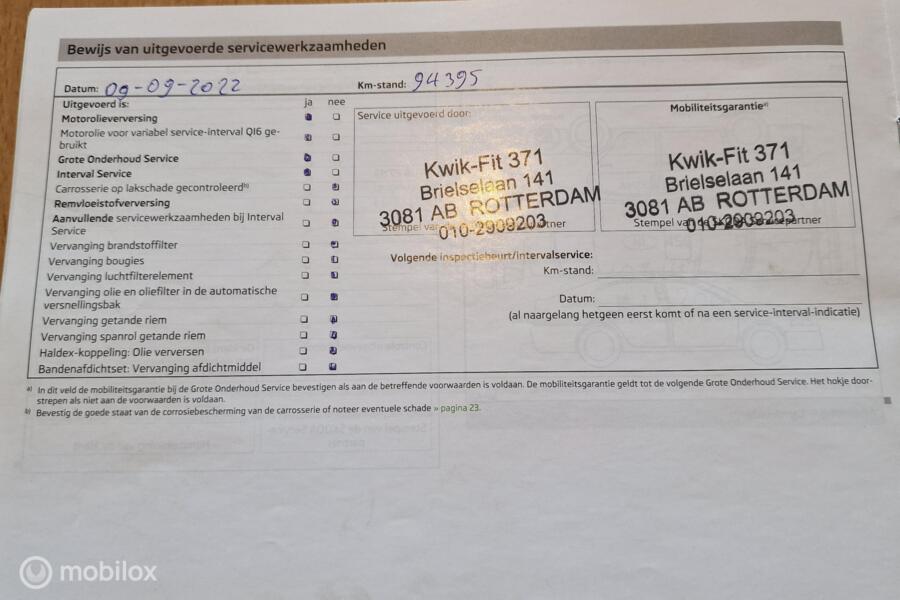 Bewijs van uitgevoerde servicewerkzaamheden
Datum: 09-09-2022
Km-stand: 94395
Uitgevoerd is:
ja nee
Motorolieverversing
Motorolie voor variabel service-interval QI6 ge-
bruikt
Grote Onderhoud Service
Interval Service
Carrosserie op lakschade gecontroleerd b)
Remvloeistofverversing
Aanvullende servicewerkzaamheden bij Interval
Service
Vervanging brandstoffilter
Vervanging bougies
Vervanging luchtfilterelement
Vervanging olie en oliefilter in de automatische
versnellingsbak
Vervanging getande riem
Vervanging spanrol getande riem
Haldex-koppeling: Olie verversen
Bandenafdichtset: Vervanging afdichtmiddel
Service uitgevoerd door:
Kwik-Fit 371
Brielselaan 141
3081 AB ROTTERDAM
010-2909203
Mobiliteitsgarantie a)
Kwik-Fit 371
Brielselaan 141
3081 AB ROTTERDAM
010-2909203
Stempel van de
Volgende inspectiebeurt/intervalservice:
Km-stand:
Datum:
(al naargelang hetgeen eerst komt of na een service-interval-indicatie)
a) In dit veld de mobiliteitsgarantie bij de Grote Onderhoud Service bevestigen als aan de betreffende voorwaarden is voldaan. De mobiliteitsgarantie geldt tot de volgende Grote Onderhoud Service. Het hokje door-
strepen als niet aan de voorwaarden is voldaan.
b) Bevestig de goede staat van de corrosiebescherming van de carrosserie of noteer eventuele schade » pagina 23.
mobilox